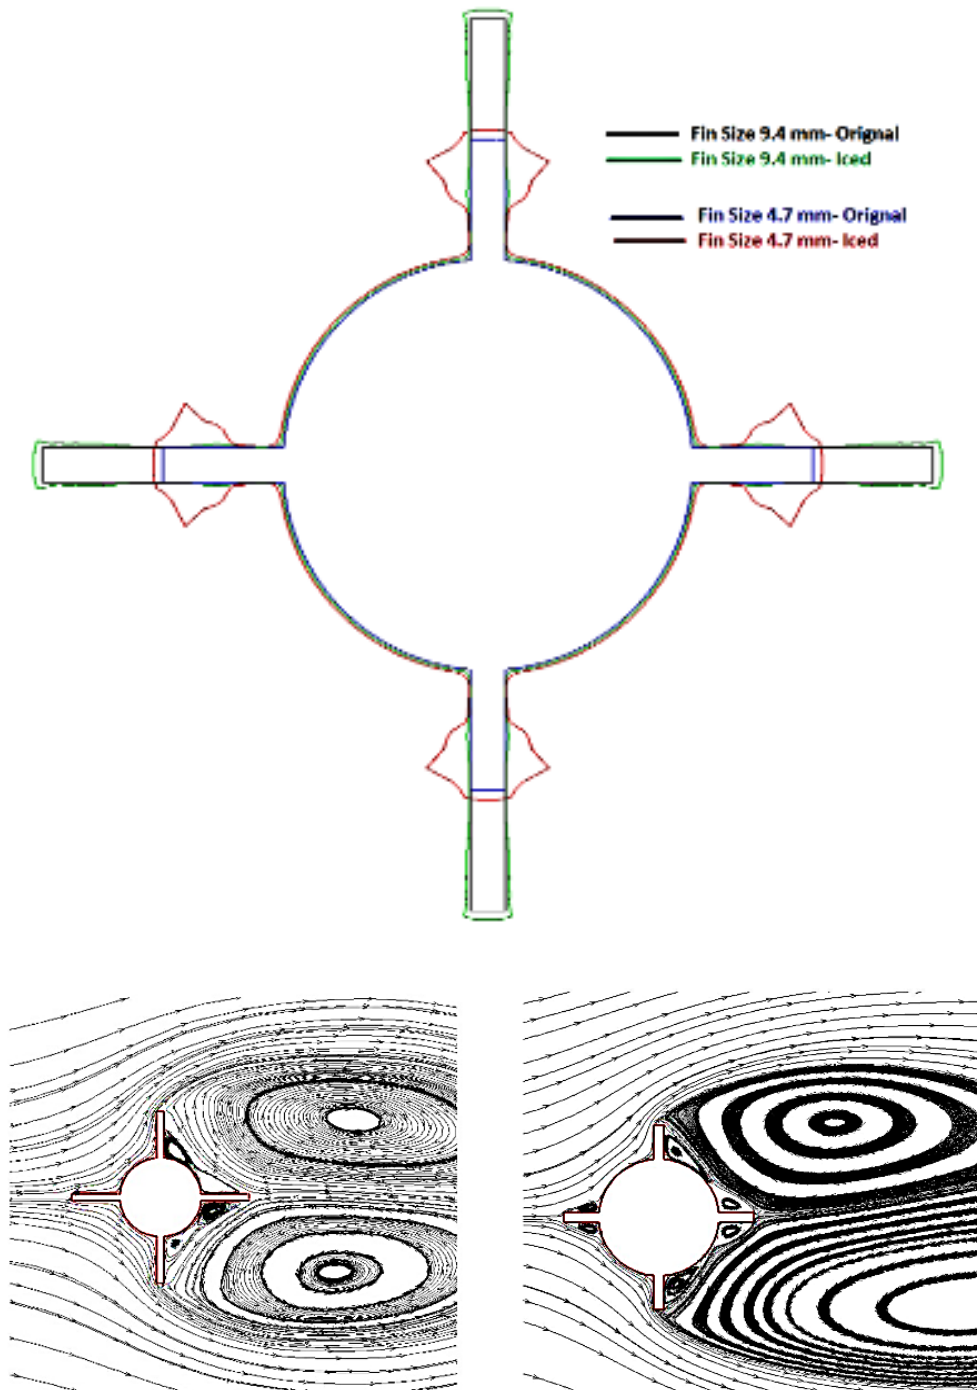 Fin Size 9.4 mm- Orignal
Fin Size 9.4 mm- Iced
Fin Size 4.7 mm- Orignal
Fin Size 4.7 mm- Iced